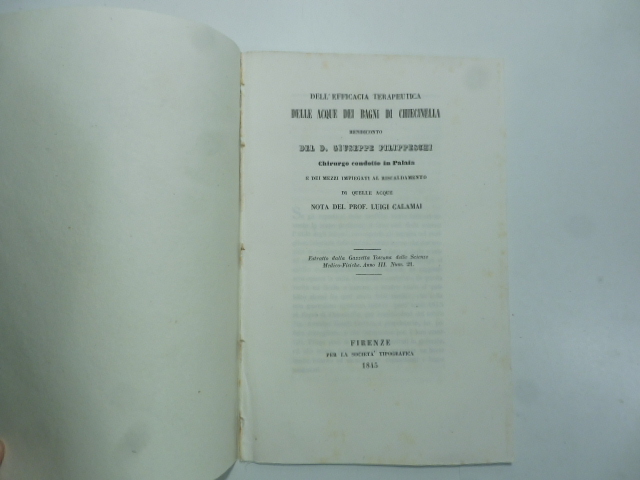 DELL'EFFICACIA TERAPEUTICA
DELLE ACQUE DEI BAGNI DI CHIECINELLA
RENDICONTO
DEL D. GIUSEPPE FILIPPESCHI
Chirurgo condotto in Palaia
E DEI MEZZI IMPIEGATI AL RISCALDAMENTO
DI QUELLE ACQUE
NOTA DEL PROF. LUIGI CALAMAI
Estratto dalla Gazzetta Toscana delle Scienze
Medico-Fisiche. Anno III. Num. 21.
FIRENZE
PER LA SOCIETA' TIPOGRAFICA
1845